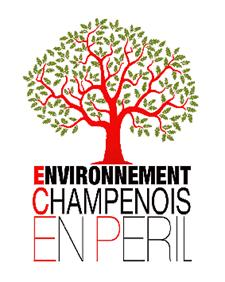 ENVIRONNEMENT
CHAMPENOIS
EN PERIL